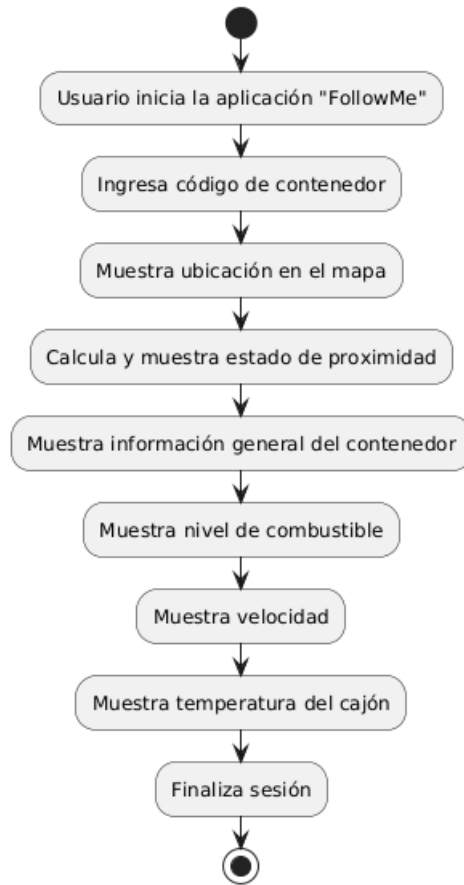 Usuario inicia la aplicación "FollowMe"
Ingresa código de contenedor
Muestra ubicación en el mapa
Calcula y muestra estado de proximidad
Muestra información general del contenedor
Muestra nivel de combustible
Muestra velocidad
Muestra temperatura del cajón
Finaliza sesión